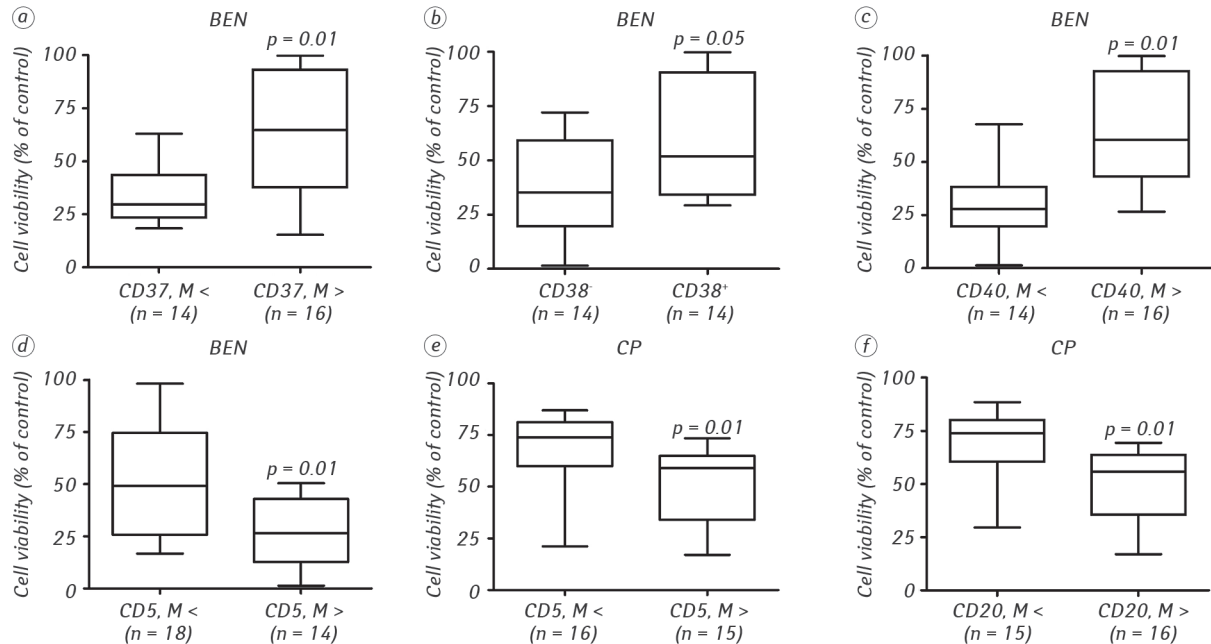 a
BEN
Cell viability (% of control)
100
75
50
25
0
p = 0.01
CD37, M <
(n = 14)
CD37, M >
(n = 16)
b
BEN
Cell viability (% of control)
100
75
50
25
0
p = 0.05
CD38-
(n = 14)
CD38+
(n = 14)
c
BEN
Cell viability (% of control)
100
75
50
25
0
p = 0.01
CD40, M <
(n = 14)
CD40, M >
(n = 16)
d
BEN
Cell viability (% of control)
100
75
50
25
0
p = 0.01
CD5, M <
(n = 18)
CD5, M >
(n = 14)
e
CP
Cell viability (% of control)
100
75
50
25
0
p = 0.01
CD5, M <
(n = 16)
CD5, M >
(n = 15)
f
CP
Cell viability (% of control)
100
75
50
25
0
p = 0.01
CD20, M <
(n = 15)
CD20, M >
(n = 16)